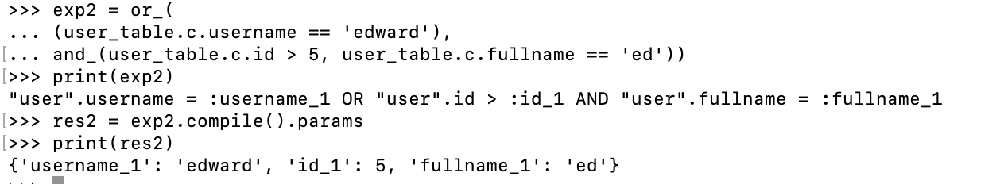 >>> exp2 = or_(
... (user_table.c.username == 'edward'),
[... and_(user_table.c.id > 5, user_table.c.fullname == 'ed'))
[>>> print(exp2)
"user".username = :username_1 OR "user".id > :id_1 AND "user".fullname = :fullname_1
[>>> res2 = exp2.compile().params
[>>> print(res2)
{'username_1': 'edward', 'id_1': 5, 'fullname_1': 'ed'}
>>>